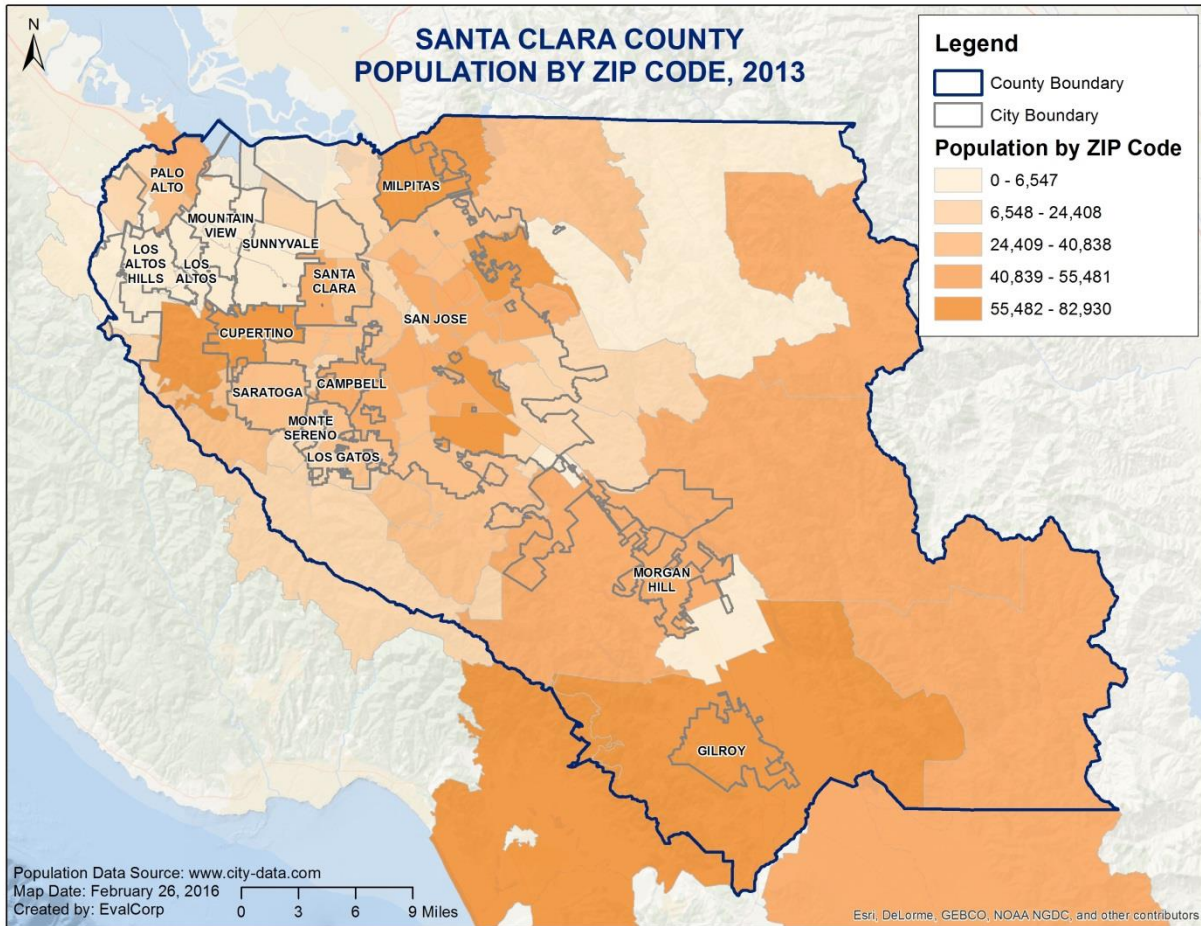 N
SANTA CLARA COUNTY
POPULATION BY ZIP CODE, 2013
Legend
County Boundary
City Boundary
Population by ZIP Code
0 - 6,547
6,548 - 24,408
24,409 - 40,838
40,839 - 55,481
55,482 - 82,930
PALO
ALTO
MILPITAS
MOUNTAIN
VIEW
SUNNYVALE
LOS
ALTOS
HILLS
LOS
ALTOS
SANTA
CLARA
SAN JOSE
CUPERTINO
SARATOGA
CAMPBELL
MONTE
SERENO
LOS GATOS
MORGAN
HILL
GILROY
Population Data Source: www.city-data.com
Map Date: February 26, 2016
Created by: EvalCorp
0 3 6 9 Miles
Esri, DeLorme, GEBCO, NOAA NGDC, and other contributors